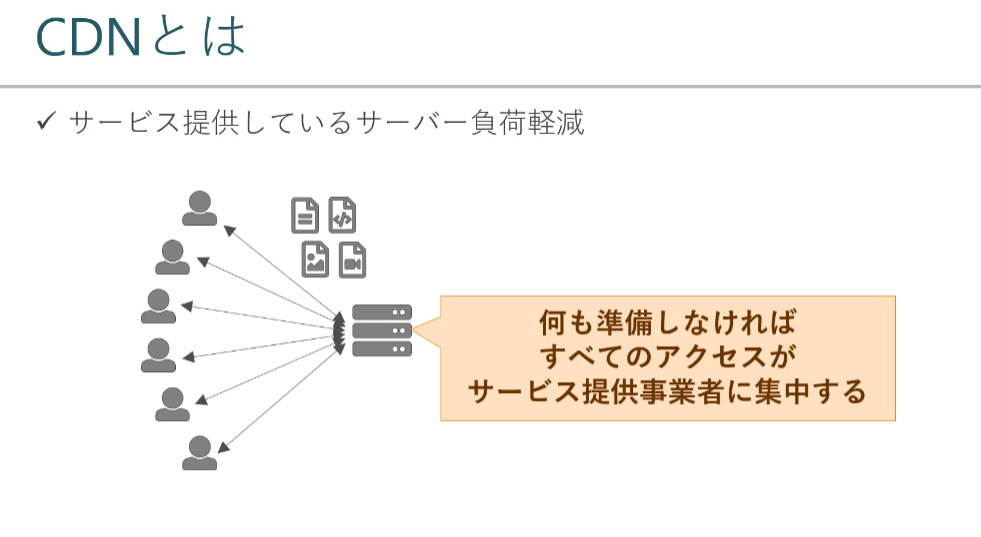 CDNとは
✓ サービス提供しているサーバー負荷軽減
何も準備しなければ
すべてのアクセスが
サービス提供事業者に集中する